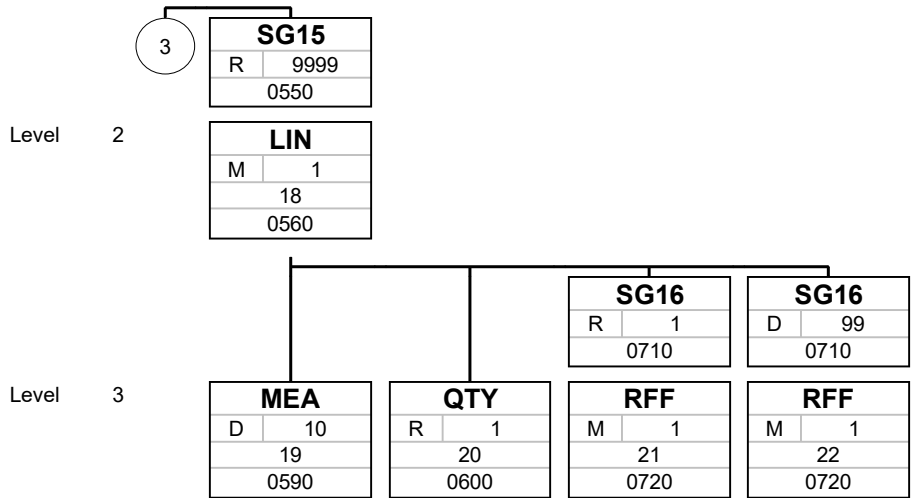 3
SG15
R 9999
0550
Level 2
LIN
M 1
18
0560
SG16 SG16
R 1 D 99
0710 0710
Level 3
MEA QTY RFF RFF
D 10 R 1 M 1 M 1
19 20 21 22
0590 0600 0720 0720